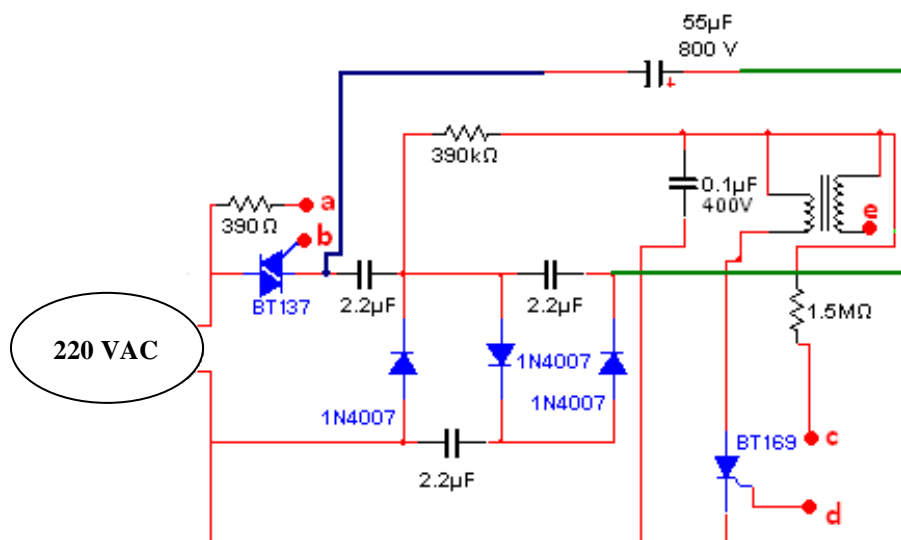 55µF
800 V
390kΩ
0.1µF
400V
a
390Ω
b
e
BT137
2.2µF
2.2µF
1.5MΩ
220 VAC
1N4007
1N4007
1N4007
BT169
c
2.2µF
d